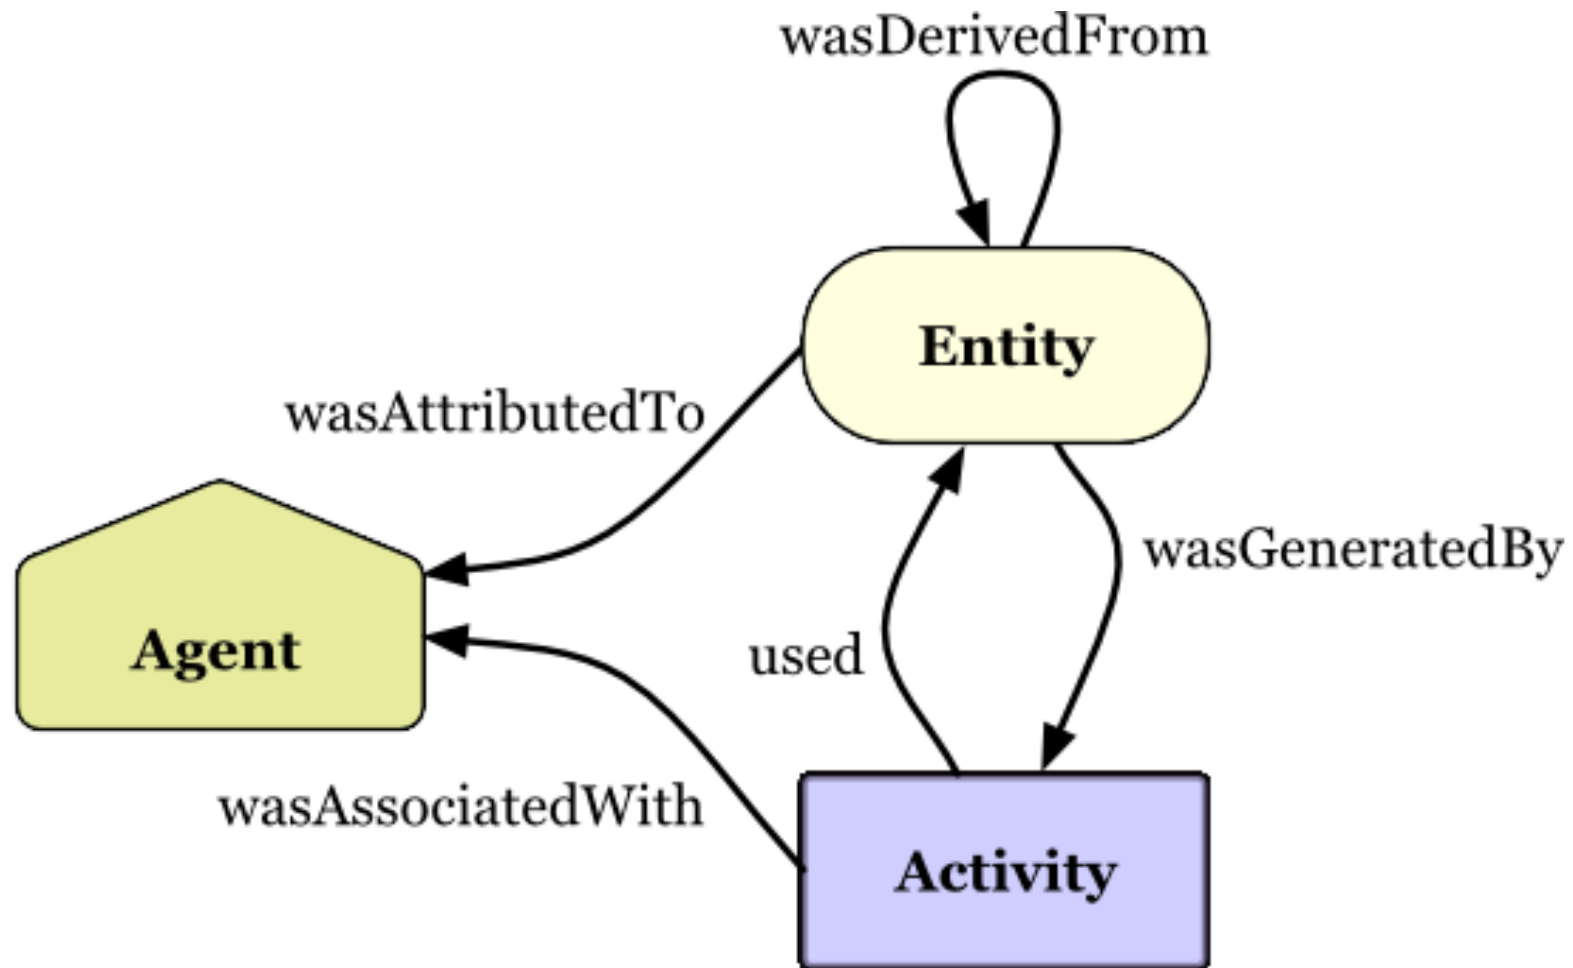 wasDerivedFrom
Entity
wasAttributedTo
wasGeneratedBy
Agent
used
wasAssociatedWith
Activity